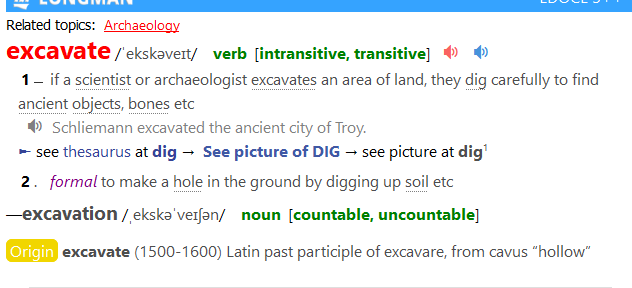 LONGMAN
Related topics: Archaeology
excavate /ˈekskəveɪt/ verb [intransitive, transitive]
1 – if a scientist or archaeologist excavates an area of land, they dig carefully to find
ancient objects, bones etc
Schliemann excavated the ancient city of Troy.
► see thesaurus at dig → See picture of DIG → see picture at dig¹
2 . formal to make a hole in the ground by digging up soil etc
—excavation /ˌekskəˈveɪʃən/ noun [countable, uncountable]
Origin excavate (1500-1600) Latin past participle of excavare, from cavus “hollow”